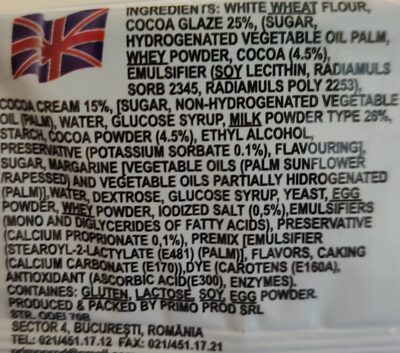 INGREDIENTS: WHITE WHEAT FLOUR,
COCOA GLAZE 25%, (SUGAR,
HYDROGENATED VEGETABLE OIL PALM,
WHEY POWDER, COCOA (4.5%),
EMULSIFIER (SOY LECITHIN, RADIAMULS
SORB 2345, RADIAMULS POLY 2253),
COCOA CREAM 15%, [SUGAR, NON-HYDROGENATED VEGETABLE
OIL (PALM), WATER, GLUCOSE SYRUP, MILK POWDER TYPE 26%,
STARCH, COCOA POWDER (4.5%), ETHYL ALCOHOL,
PRESERVATIVE (POTASSIUM SORBATE 0.1%), FLAVOURING],
SUGAR, MARGARINE [VEGETABLE OILS (PALM SUNFLOWER
/RAPESSED) AND VEGETABLE OILS PARTIALLY HIDROGENATED
(PALM)],WATER, DEXTROSE, GLUCOSE SYRUP, YEAST, EGG
POWDER, WHEY POWDER, IODIZED SALT (0,5%),EMULSIFIERS
(MONO AND DIGLYCERIDES OF FATTY ACIDS), PRESERVATIVE
(CALCIUM PROPRIONATE 0,1%), PREMIX [EMULSIFIER
(STEAROYL-2-LACTYLATE (E481) (PALM)], FLAVORS, CAKING
(CALCIUM CARBONATE (E170)),DYE (CAROTENS (E160A),
ANTIOXIDANT (ASCORBIC ACID(E300), ENZYMES).
CONTAINES: GLUTEN, LACTOSE, SOY, EGG POWDER.
PRODUCED & PACKED BY PRIMO PROD SRL
STR. ODEI 70B
SECTOR 4, BUCUREȘTI, ROMÂNIA
TEL: 021/451.17.12 FAX:021/451.17.21